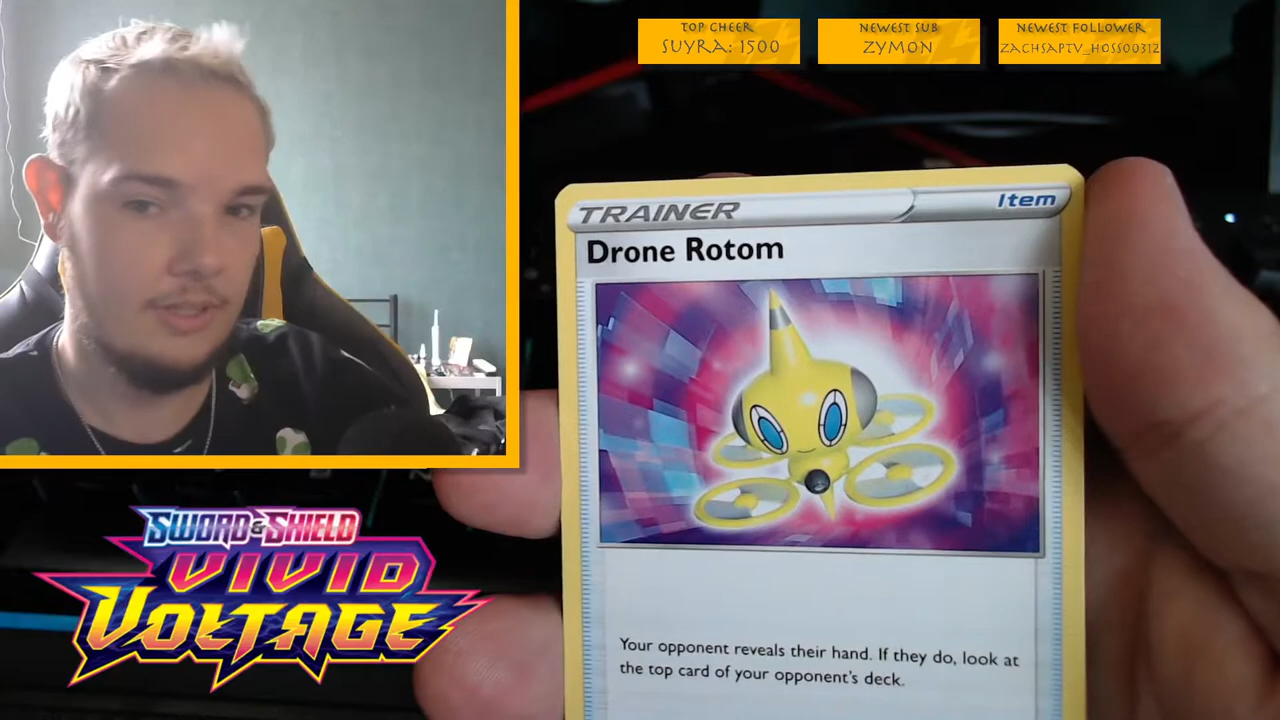 TOP CHEER
SUYRA: 1500
NEWEST SUB
ZYMON
NEWEST FOLLOWER
ZACHSAPTV_HOSS00312
TRAINER
Item
Drone Rotom
Your opponent reveals their hand. If they do, look at
the top card of your opponent's deck.
SWORD & SHIELD
VIVID
VOLTAGE